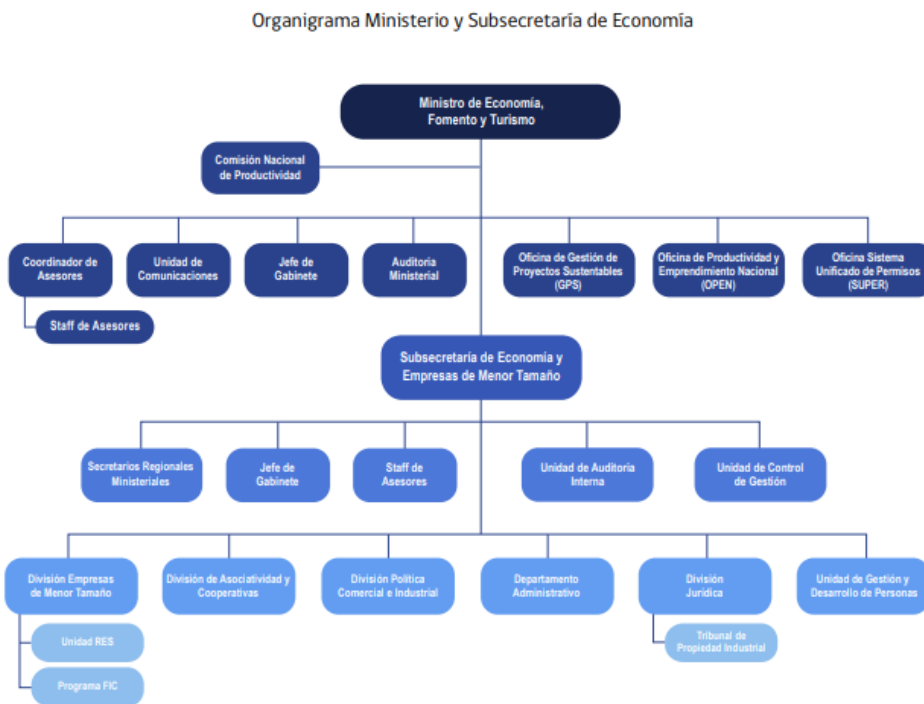 Organigrama Ministerio y Subsecretaría de Economía
Ministro de Economía,
Fomento y Turismo
Comisión Nacional
de Productividad
Coordinador de
Asesores
Unidad de
Comunicaciones
Jefe de
Gabinete
Auditoria
Ministerial
Oficina de Gestión de
Proyectos Sustentables
(GPS)
Oficina de Productividad y
Emprendimiento Nacional
(OPEN)
Oficina Sistema
Unificado de Permisos
(SUPER)
Staff de Asesores
Subsecretaría de Economía y
Empresas de Menor Tamaño
Secretarios Regionales
Ministeriales
Jefe de
Gabinete
Staff de
Asesores
Unidad de Auditoria
Interna
Unidad de Control
de Gestión
División Empresas
de Menor Tamaño
División de Asociatividad y
Cooperativas
División Política
Comercial e Industrial
Departamento
Administrativo
División
Jurídica
Unidad de Gestión y
Desarrollo de Personas
Unidad RES
Tribunal de
Propiedad Industrial
Programa FIC